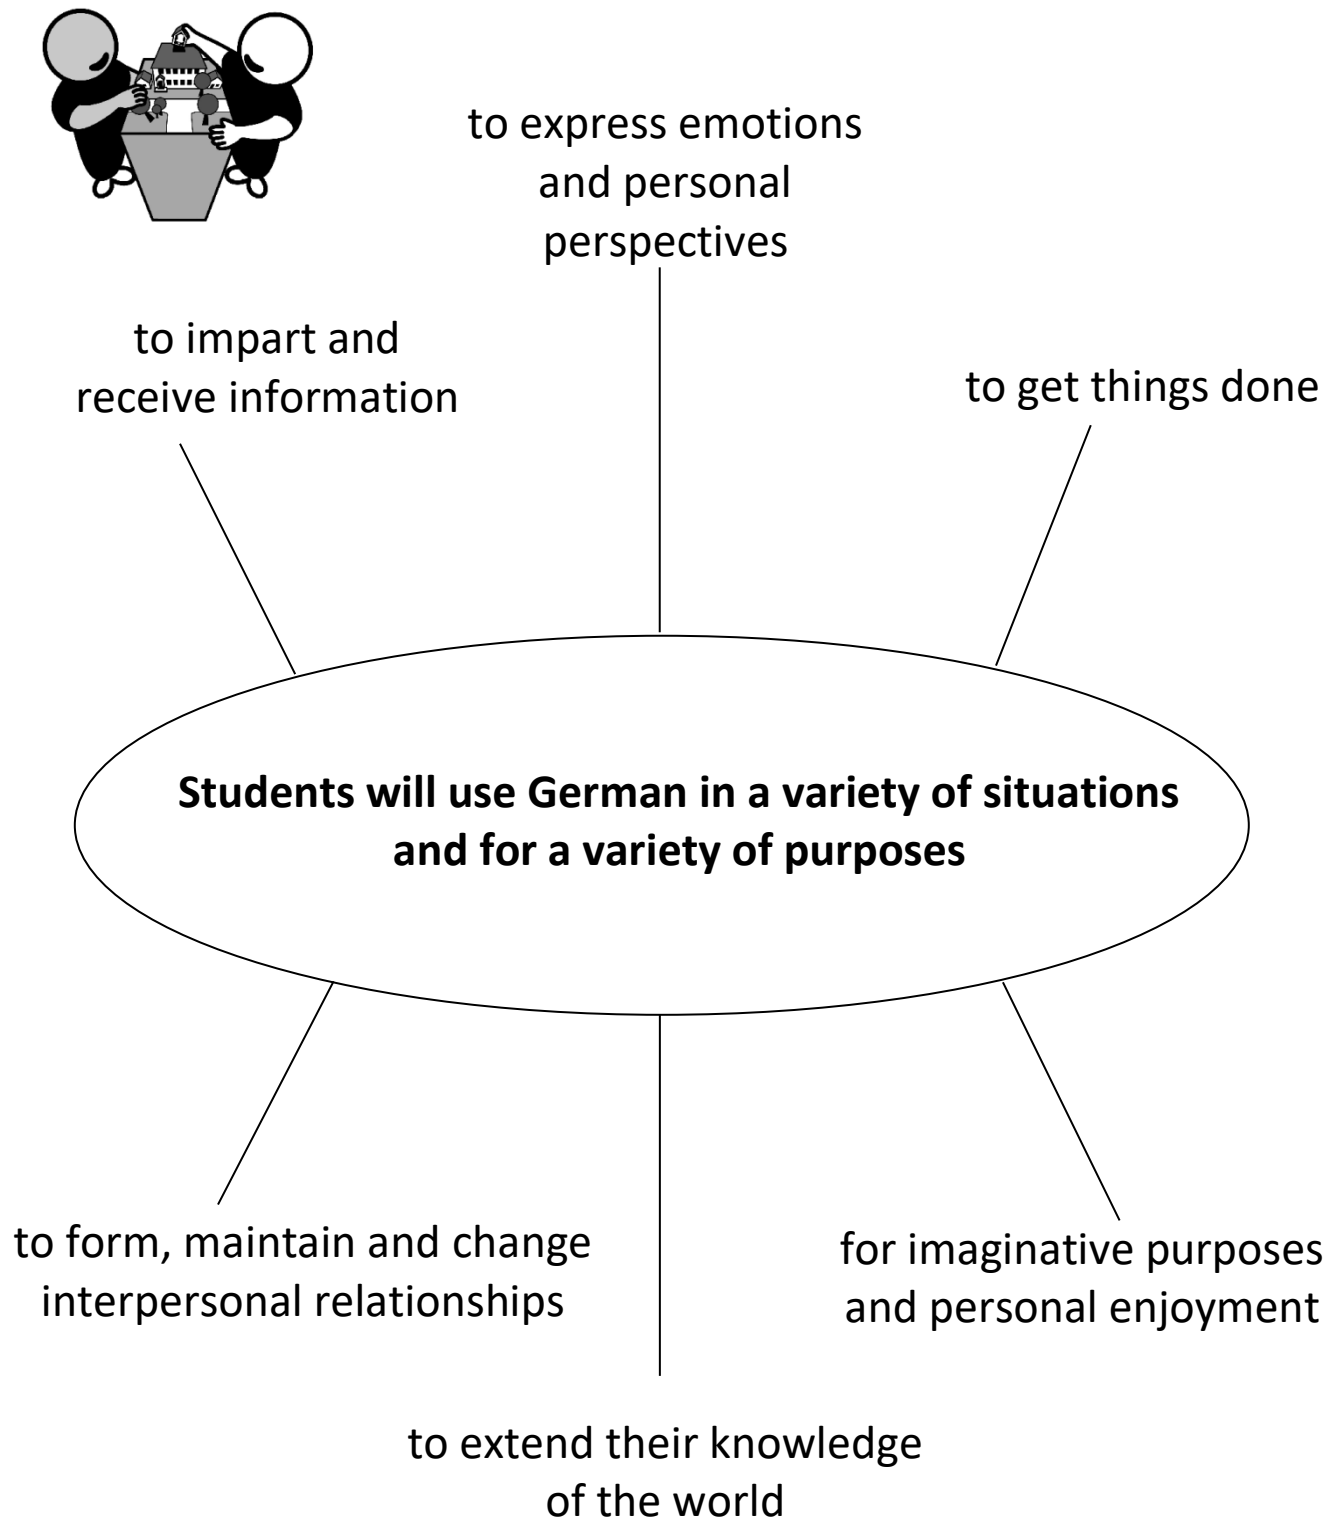 to express emotions
and personal
perspectives
to impart and
receive information
to get things done
Students will use German in a variety of situations
and for a variety of purposes
to form, maintain and change
interpersonal relationships
for imaginative purposes
and personal enjoyment
to extend their knowledge
of the world